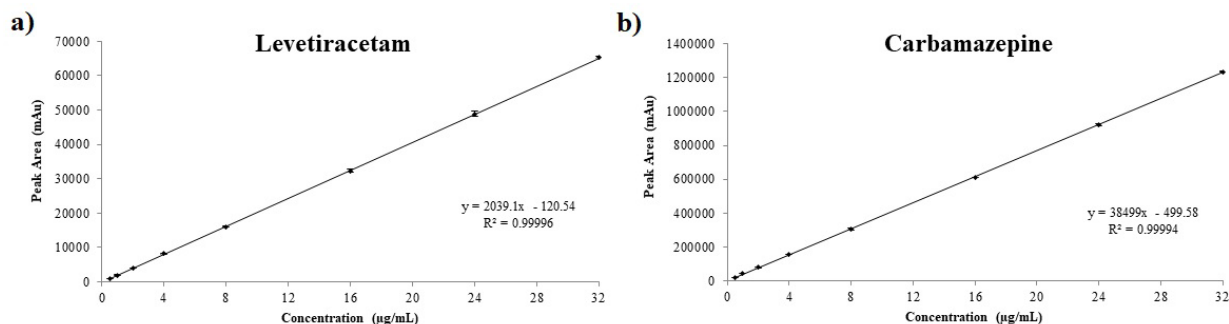 a)
Levetiracetam
Peak Area (mAu)
70000
60000
50000
40000
30000
20000
10000
0
y = 2039.1x - 120.54
R² = 0.99996
0 4 8 12 16 20 24 28 32
Concentration (µg/mL)
b)
Carbamazepine
Peak Area (mAu)
1400000
1200000
1000000
800000
600000
400000
200000
0
y = 38499x - 499.58
R² = 0.99994
0 4 8 12 16 20 24 28 32
Concentration (µg/mL)